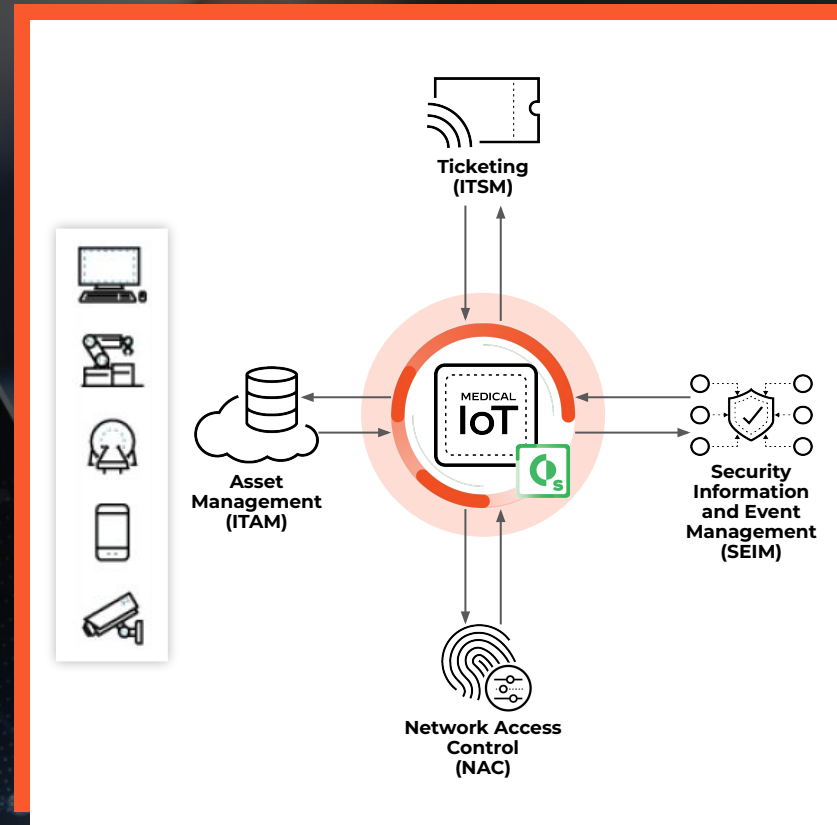 Ticketing
(ITSM)
MEDICAL
IoT
s
Asset
Management
(ITAM)
Security
Information
and Event
Management
(SEIM)
Network Access
Control
(NAC)